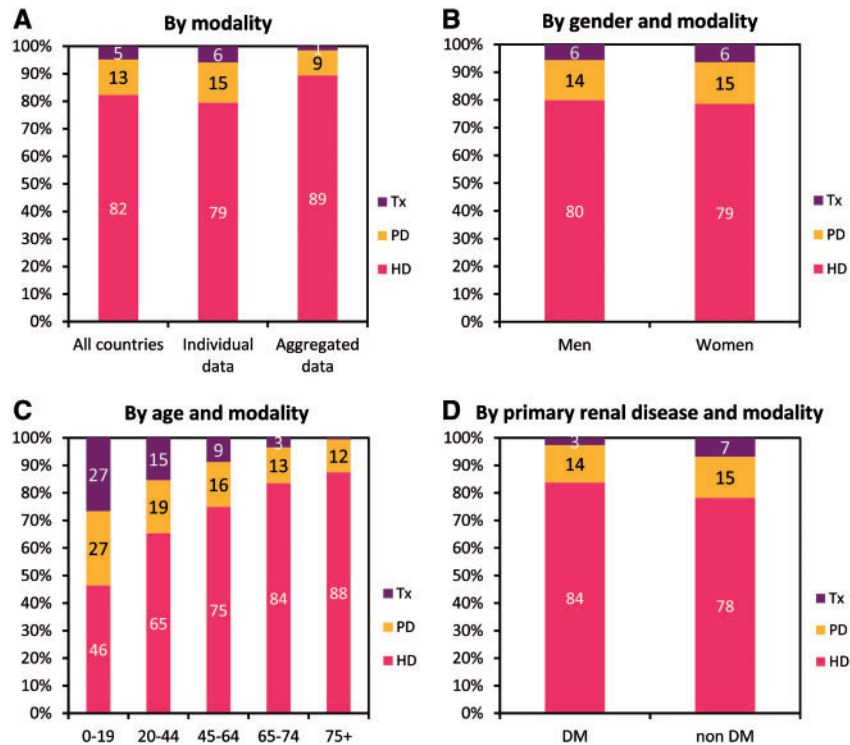 A
By modality
100%
90%
80%
70%
60%
50%
40%
30%
20%
10%
0%
5
13
82
6
15
79
1
9
89
Tx
PD
HD
All countries
Individual
data
Aggregated
data
B
By gender and modality
100%
90%
80%
70%
60%
50%
40%
30%
20%
10%
0%
6
14
80
6
15
79
Tx
PD
HD
Men
Women
C
By age and modality
100%
90%
80%
70%
60%
50%
40%
30%
20%
10%
0%
27
27
46
15
19
65
9
16
75
3
13
84
12
88
Tx
PD
HD
0-19
20-44
45-64
65-74
75+
D
By primary renal disease and modality
100%
90%
80%
70%
60%
50%
40%
30%
20%
10%
0%
3
14
84
7
15
78
Tx
PD
HD
DM
non DM